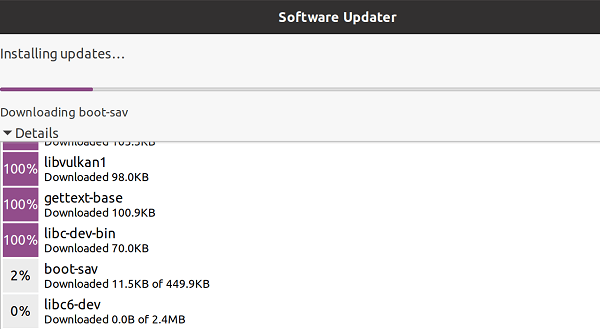 Software Updater
Installing updates…
Downloading boot-sav
Details
Downloaded 105.5KB
100% libvulkan1
Downloaded 98.0KB
100% gettext-base
Downloaded 100.9KB
100% libc-dev-bin
Downloaded 70.0KB
2% boot-sav
Downloaded 11.5KB of 449.9KB
0% libc6-dev
Downloaded 0.0B of 2.4MB